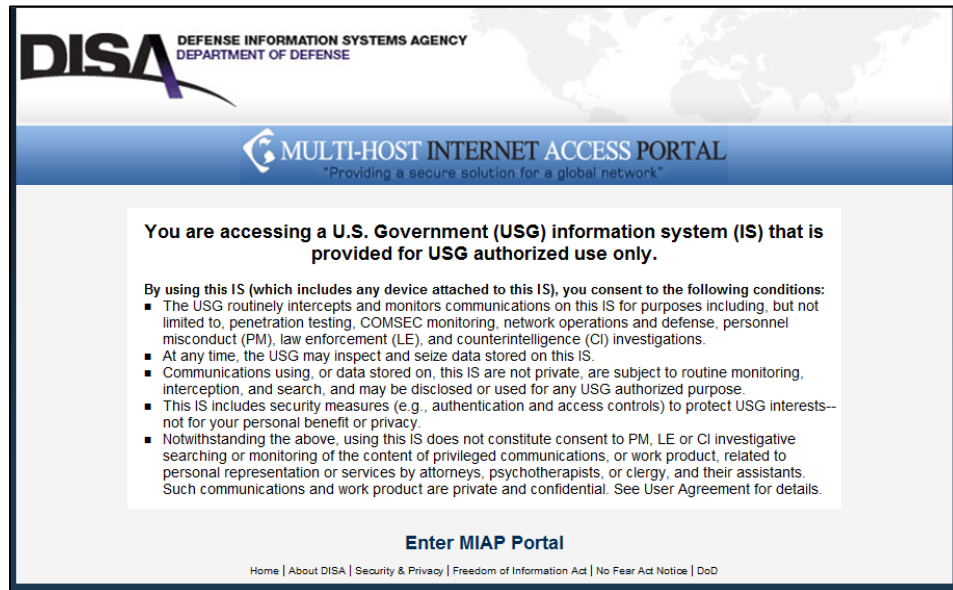 DISA
DEFENSE INFORMATION SYSTEMS AGENCY
DEPARTMENT OF DEFENSE
MULTI-HOST INTERNET ACCESS PORTAL
"Providing a secure solution for a global network"
You are accessing a U.S. Government (USG) information system (IS) that is
provided for USG authorized use only.
By using this IS (which includes any device attached to this IS), you consent to the following conditions:
■ The USG routinely intercepts and monitors communications on this IS for purposes including, but not
limited to, penetration testing, COMSEC monitoring, network operations and defense, personnel
misconduct (PM), law enforcement (LE), and counterintelligence (CI) investigations.
■ At any time, the USG may inspect and seize data stored on this IS.
■ Communications using, or data stored on, this IS are not private, are subject to routine monitoring,
interception, and search, and may be disclosed or used for any USG authorized purpose.
■ This IS includes security measures (e.g., authentication and access controls) to protect USG interests--
not for your personal benefit or privacy.
■ Notwithstanding the above, using this IS does not constitute consent to PM, LE or CI investigative
searching or monitoring of the content of privileged communications, or work product, related to
personal representation or services by attorneys, psychotherapists, or clergy, and their assistants.
Such communications and work product are private and confidential. See User Agreement for details.
Enter MIAP Portal
Home | About DISA | Security & Privacy | Freedom of Information Act | No Fear Act Notice | DoD